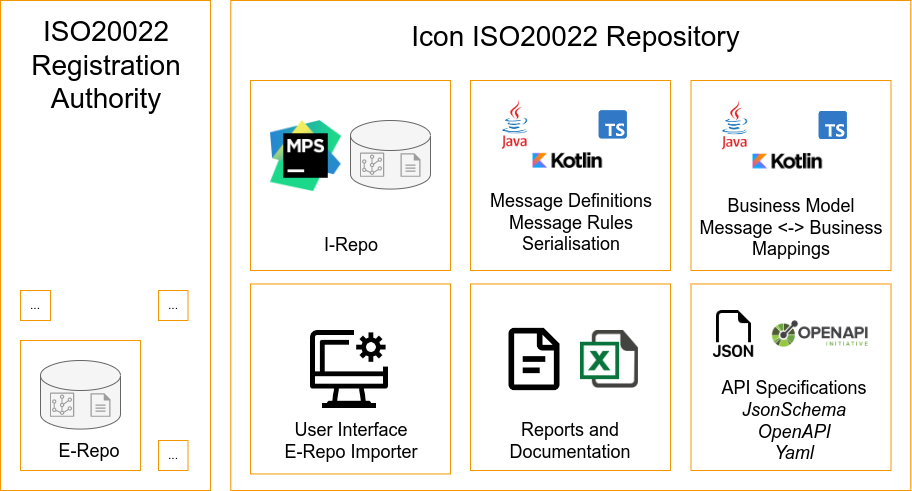 ISO20022
Registration
Authority
...
...
E-Repo
...
Icon ISO20022 Repository
MPS
I-Repo
Java
TS
Kotlin
Message Definitions
Message Rules
Serialisation
Java
TS
Kotlin
Business Model
Message <-> Business
Mappings
User Interface
E-Repo Importer
X
Reports and
Documentation
JSON
OPENAPI
INITIATIVE
API Specifications
JsonSchema
OpenAPI
Yaml